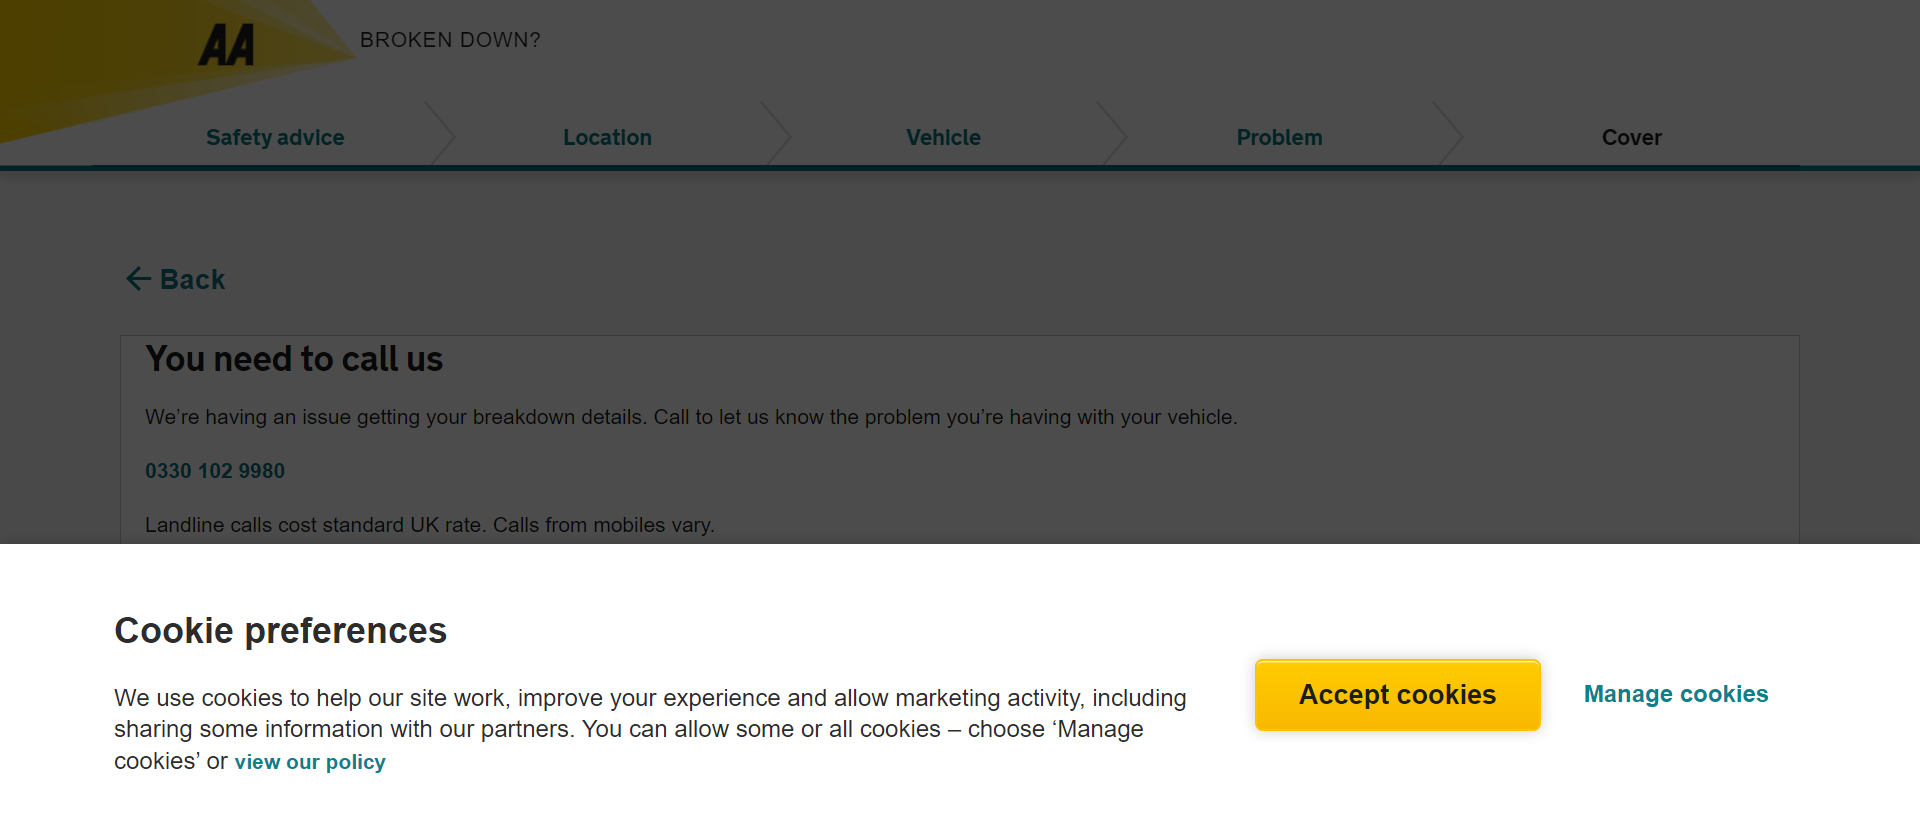 AA
BROKEN DOWN?
Safety advice
Location
Vehicle
Problem
Cover
Back
You need to call us
We’re having an issue getting your breakdown details. Call to let us know the problem you’re having with your vehicle.
0330 102 9980
Landline calls cost standard UK rate. Calls from mobiles vary.
Cookie preferences
We use cookies to help our site work, improve your experience and allow marketing activity, including
sharing some information with our partners. You can allow some or all cookies – choose ‘Manage
cookies’ or view our policy
Accept cookies
Manage cookies